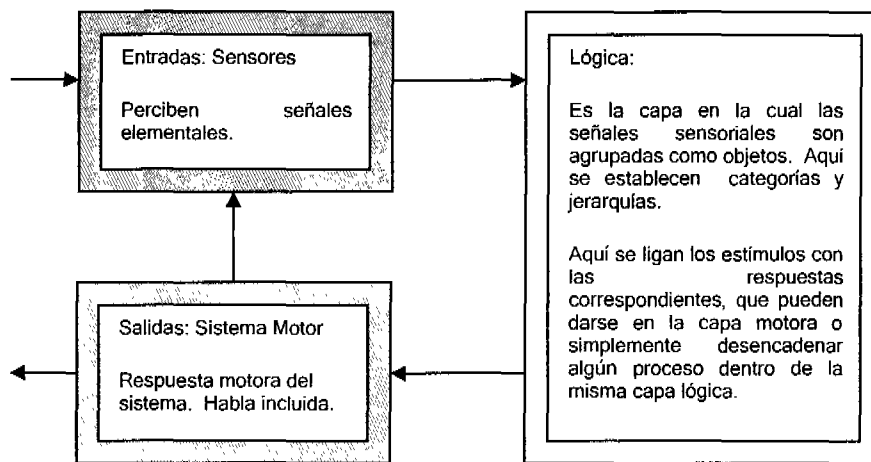 Entradas: Sensores
Perciben señales
elementales.
Lógica:
Es la capa en la cual las
señales sensoriales son
agrupadas como objetos. Aquí
se establecen categorías y
jerarquías.
Aquí se ligan los estímulos con
las respuestas
correspondientes, que pueden
darse en la capa motora o
simplemente desencadenar
algún proceso dentro de la
misma capa lógica.
Salidas: Sistema Motor
Respuesta motora del
sistema. Habla incluida.